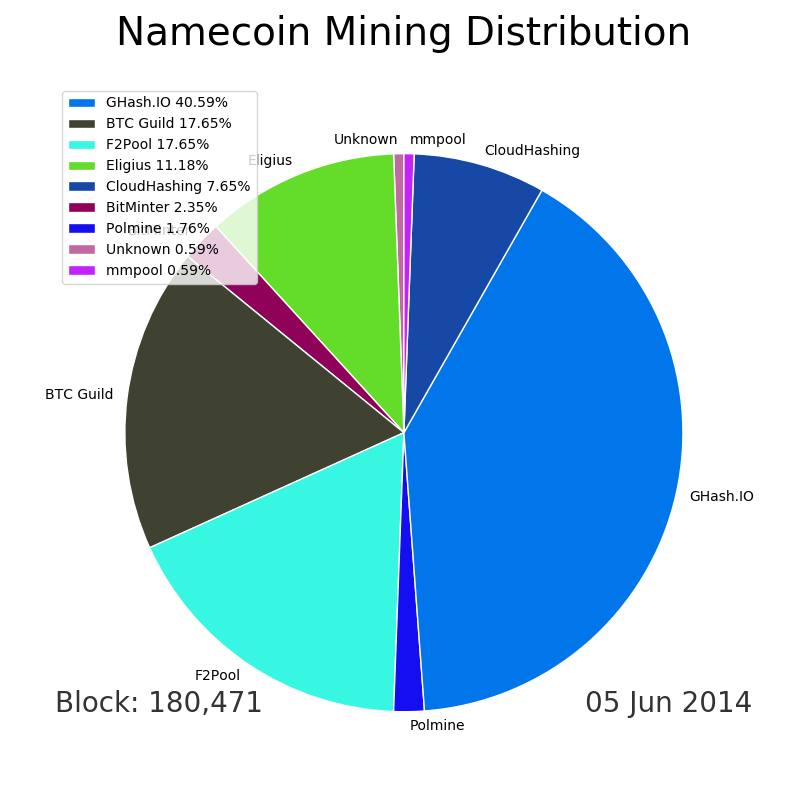 Namecoin Mining Distribution
GHash.IO 40.59%
BTC Guild 17.65%
F2Pool 17.65%
Eligius 11.18%
CloudHashing 7.65%
BitMinter 2.35%
Polmine 1.76%
Unknown 0.59%
mmpool 0.59%
Unknown
mmpool
CloudHashing
Eligius
BTC Guild
GHash.IO
F2Pool
Polmine
Block: 180,471
05 Jun 2014